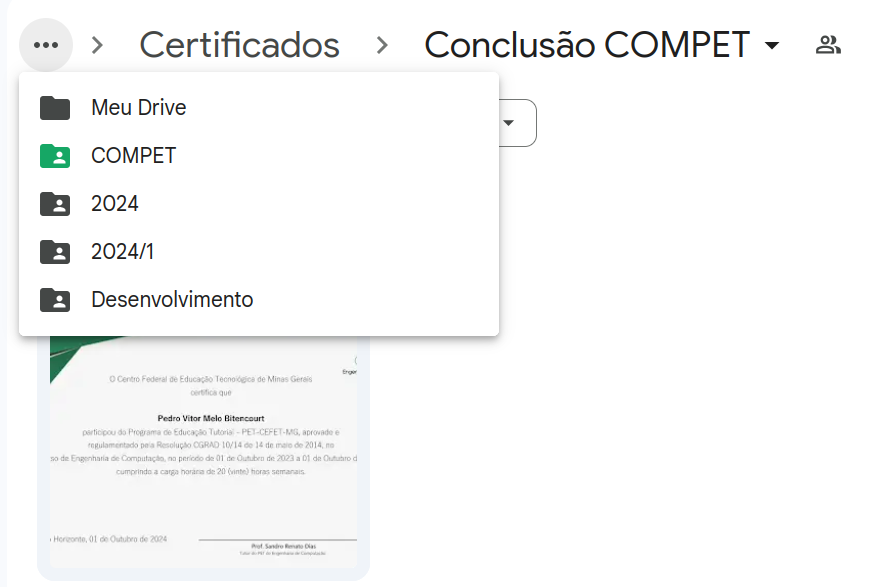 Certificados
Conclusão COMPET
Meu Drive
COMPET
2024
2024/1
Desenvolvimento
Enger
O Centro Federal de Educação Tecnológica de Minas Gerais
certifica que
Pedro Vitor Melo Bitencourt
participou do Programa de Educação Tutorial - PET-CEFET-MG, aprovado e
regulamentado pela Resolução CGRAD 10/14 de 14 de maio de 2014, no
so de Engenharia de Computação, no período de 01 de Outubro de 2023 a 01 de Outubro d
cumprindo a carga horária de 20 (vinte) horas semanais.
Horizonte, 01 de Outubro de 2024
Prof. Sandro Renato Dias
Tutor do PET de Engenharia de Computação